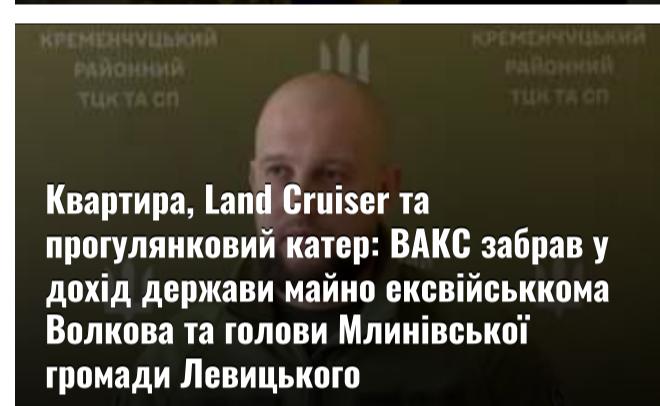 КРЕМЕНЧУЦЬКИЙ
РАЙОННИЙ
ТЦК ТА СП
КРЕМЕНЧУЦЬКИЙ
РАЙОННИЙ
ТЦК ТА СП
Квартира, Land Cruiser та
прогулянковий катер: ВАКС забрав у
дохід держави майно ексвійськкома
Волкова та голови Млинівської
громади Левицького